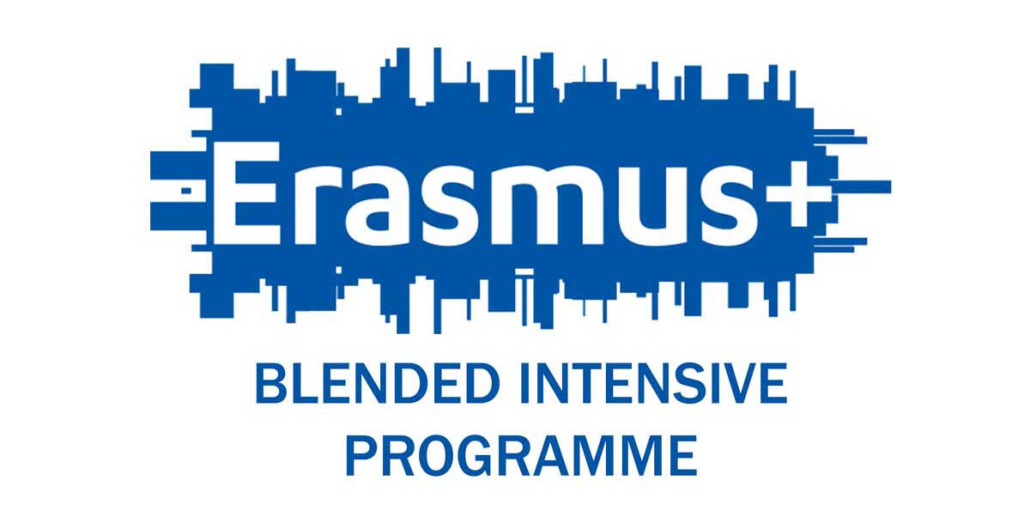 Erasmus+
BLENDED INTENSIVE
PROGRAMME